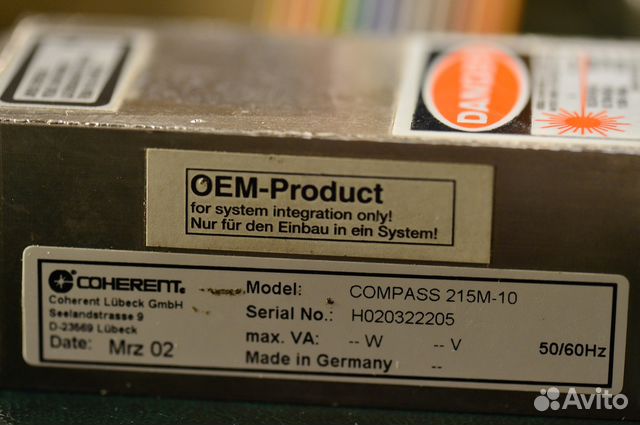 DANGER
OEM-Product
for system integration only!
Nur für den Einbau in ein System!
COHERENT®
Coherent Lübeck GmbH
Seelandstrasse 9
D-23569 Lübeck
Date: Mrz 02
Model: COMPASS 215M-10
Serial No.: H020322205
max. VA: -- W -- V 50/60Hz
Made in Germany --
Avito